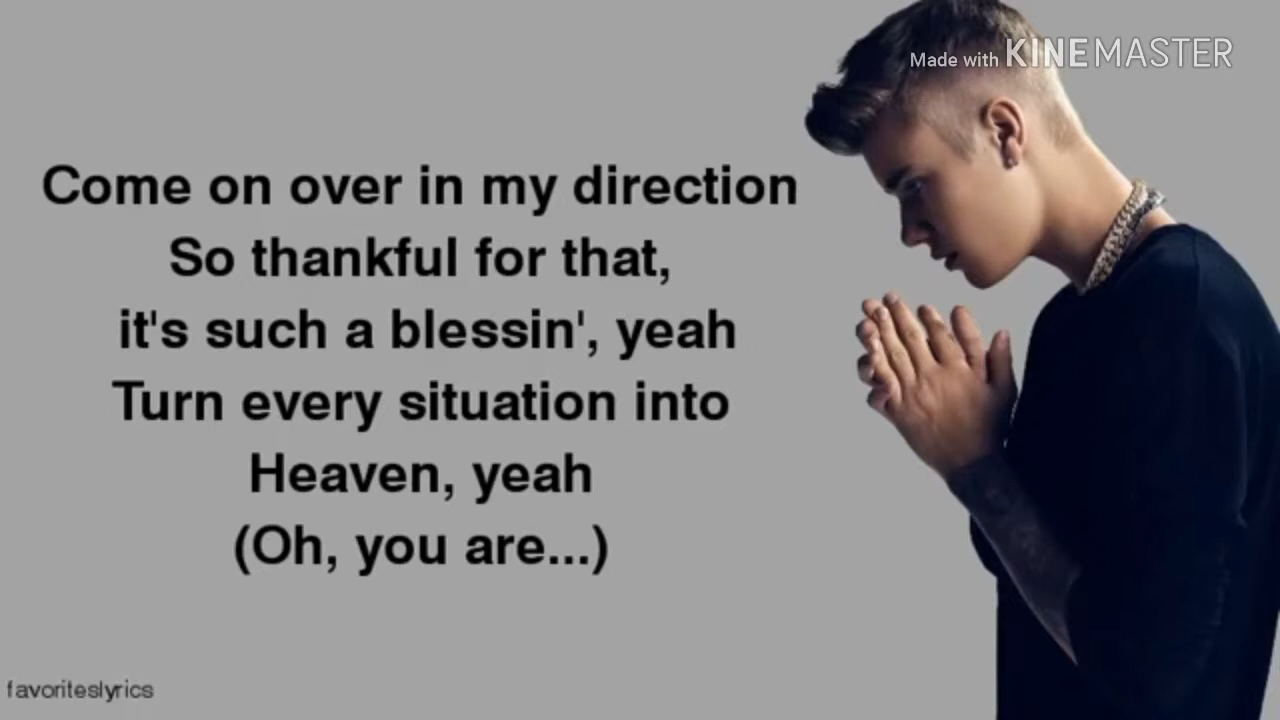 Made with KINEMASTER
Come on over in my direction
So thankful for that,
it's such a blessin', yeah
Turn every situation into
Heaven, yeah
(Oh, you are...)
favoriteslyrics